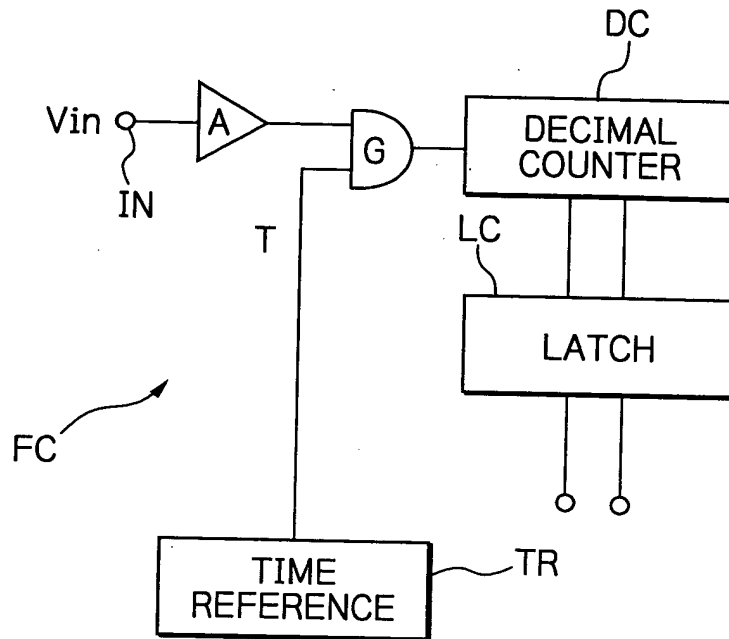 DC
Vin
A
G
DECIMAL
COUNTER
IN
T
LC
LATCH
FC
TIME
REFERENCE
TR